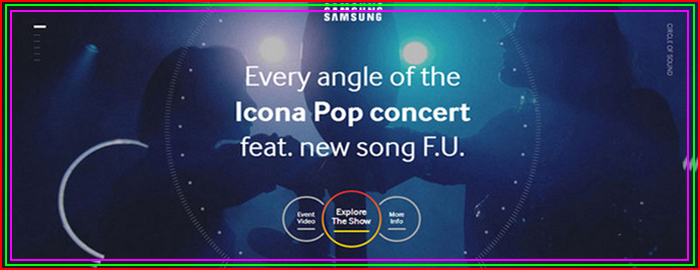 SAMSUNG
CIRCLE OF SOUND
Every angle of the
Icona Pop concert
feat. new song F.U.
Event
Video
Explore
The Show
More
Info